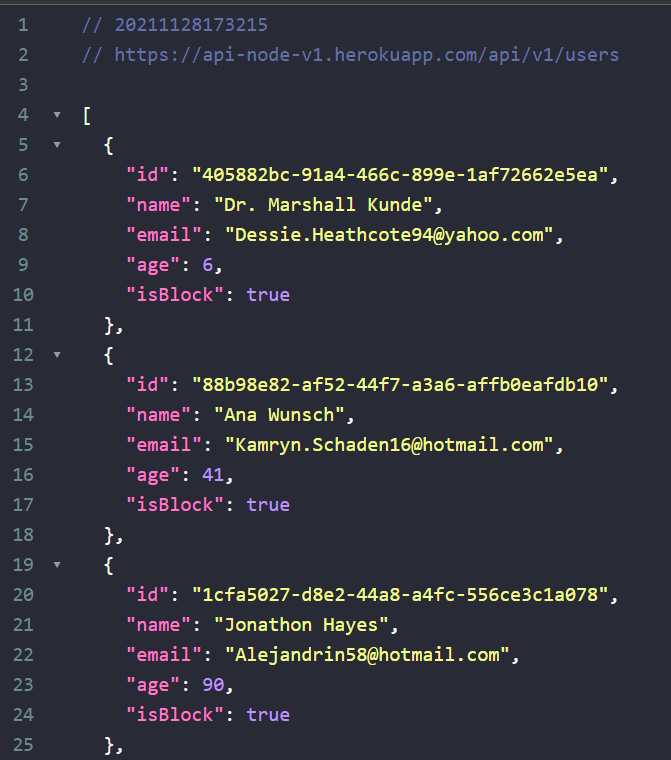 1 // 20211128173215
2 // https://api-node-v1.herokuapp.com/api/v1/users
3
4 ▾ [
5 ▾ {
6 "id": "405882bc-91a4-466c-899e-1af72662e5ea",
7 "name": "Dr. Marshall Kunde",
8 "email": "Dessie.Heathcote94@yahoo.com",
9 "age": 6,
10 "isBlock": true
11 },
12 ▾ {
13 "id": "88b98e82-af52-44f7-a3a6-affb0eafdb10",
14 "name": "Ana Wunsch",
15 "email": "Kamryn.Schaden16@hotmail.com",
16 "age": 41,
17 "isBlock": true
18 },
19 ▾ {
20 "id": "1cfa5027-d8e2-44a8-a4fc-556ce3c1a078",
21 "name": "Jonathon Hayes",
22 "email": "Alejandrin58@hotmail.com",
23 "age": 90,
24 "isBlock": true
25 },